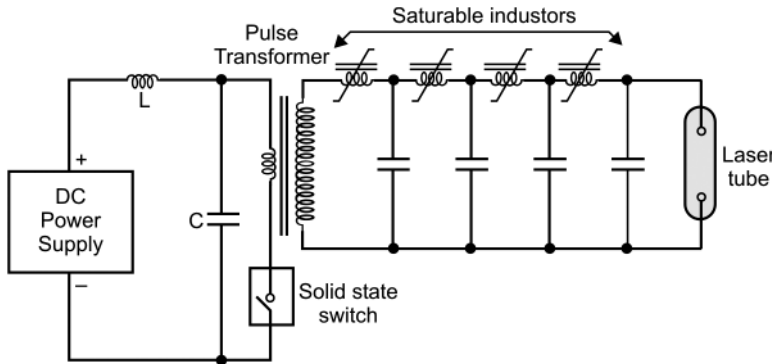 Saturable industors
Pulse
Transformer
L
+
DC
Power
Supply
–
C
Solid state
switch
Laser
tube